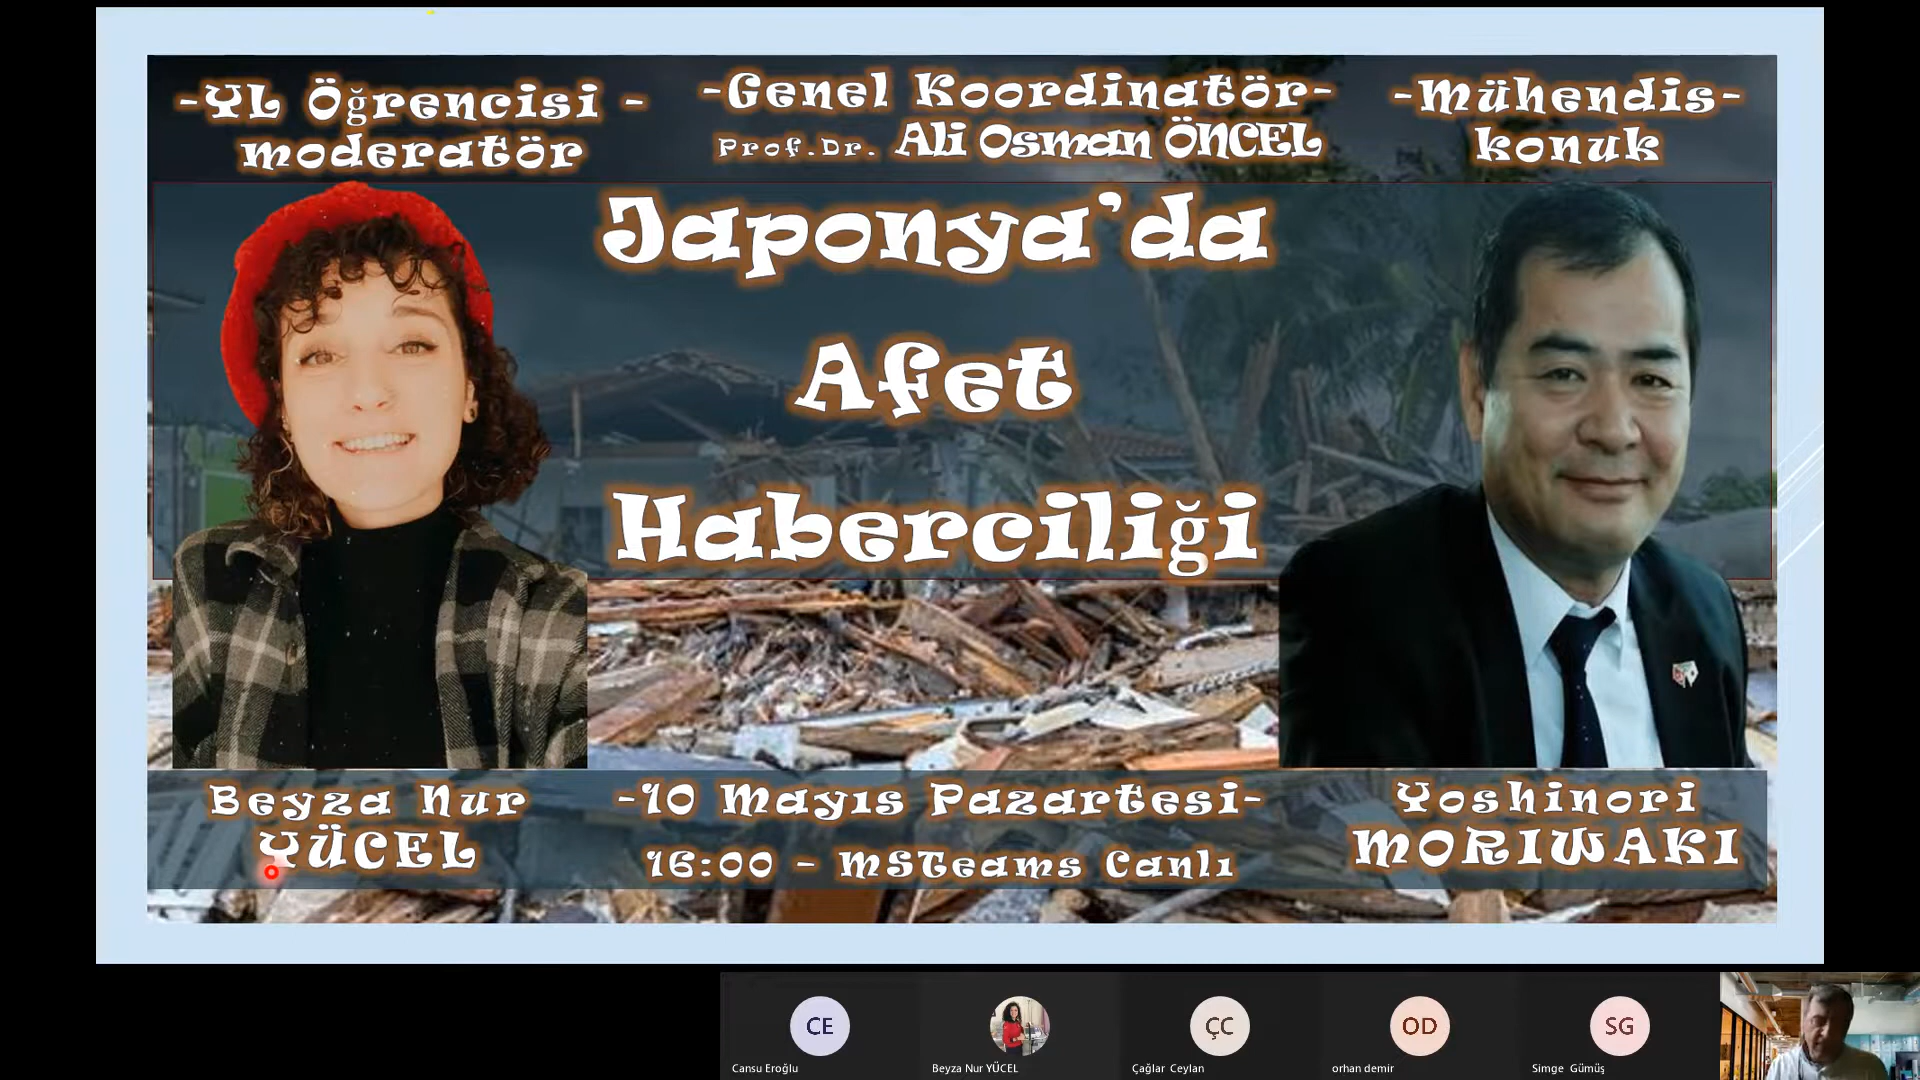 -YL Öğrencisi -
moderatör
-Genel Koordinatör-
Prof.Dr. Ali Osman ÖNCEL
-Mühendis-
konuk
Japonya’da
Afet
Haberciliği
Beyza Nur
YÜCEL
-10 Mayıs Pazartesi-
16:00 - MSTeams Canlı
Yoshinori
MORIWAKI
CE
ÇC
OD
SG
Cansu Eroğlu
Beyza Nur YÜCEL
Çağlar Ceylan
orhan demir
Simge Gümüş